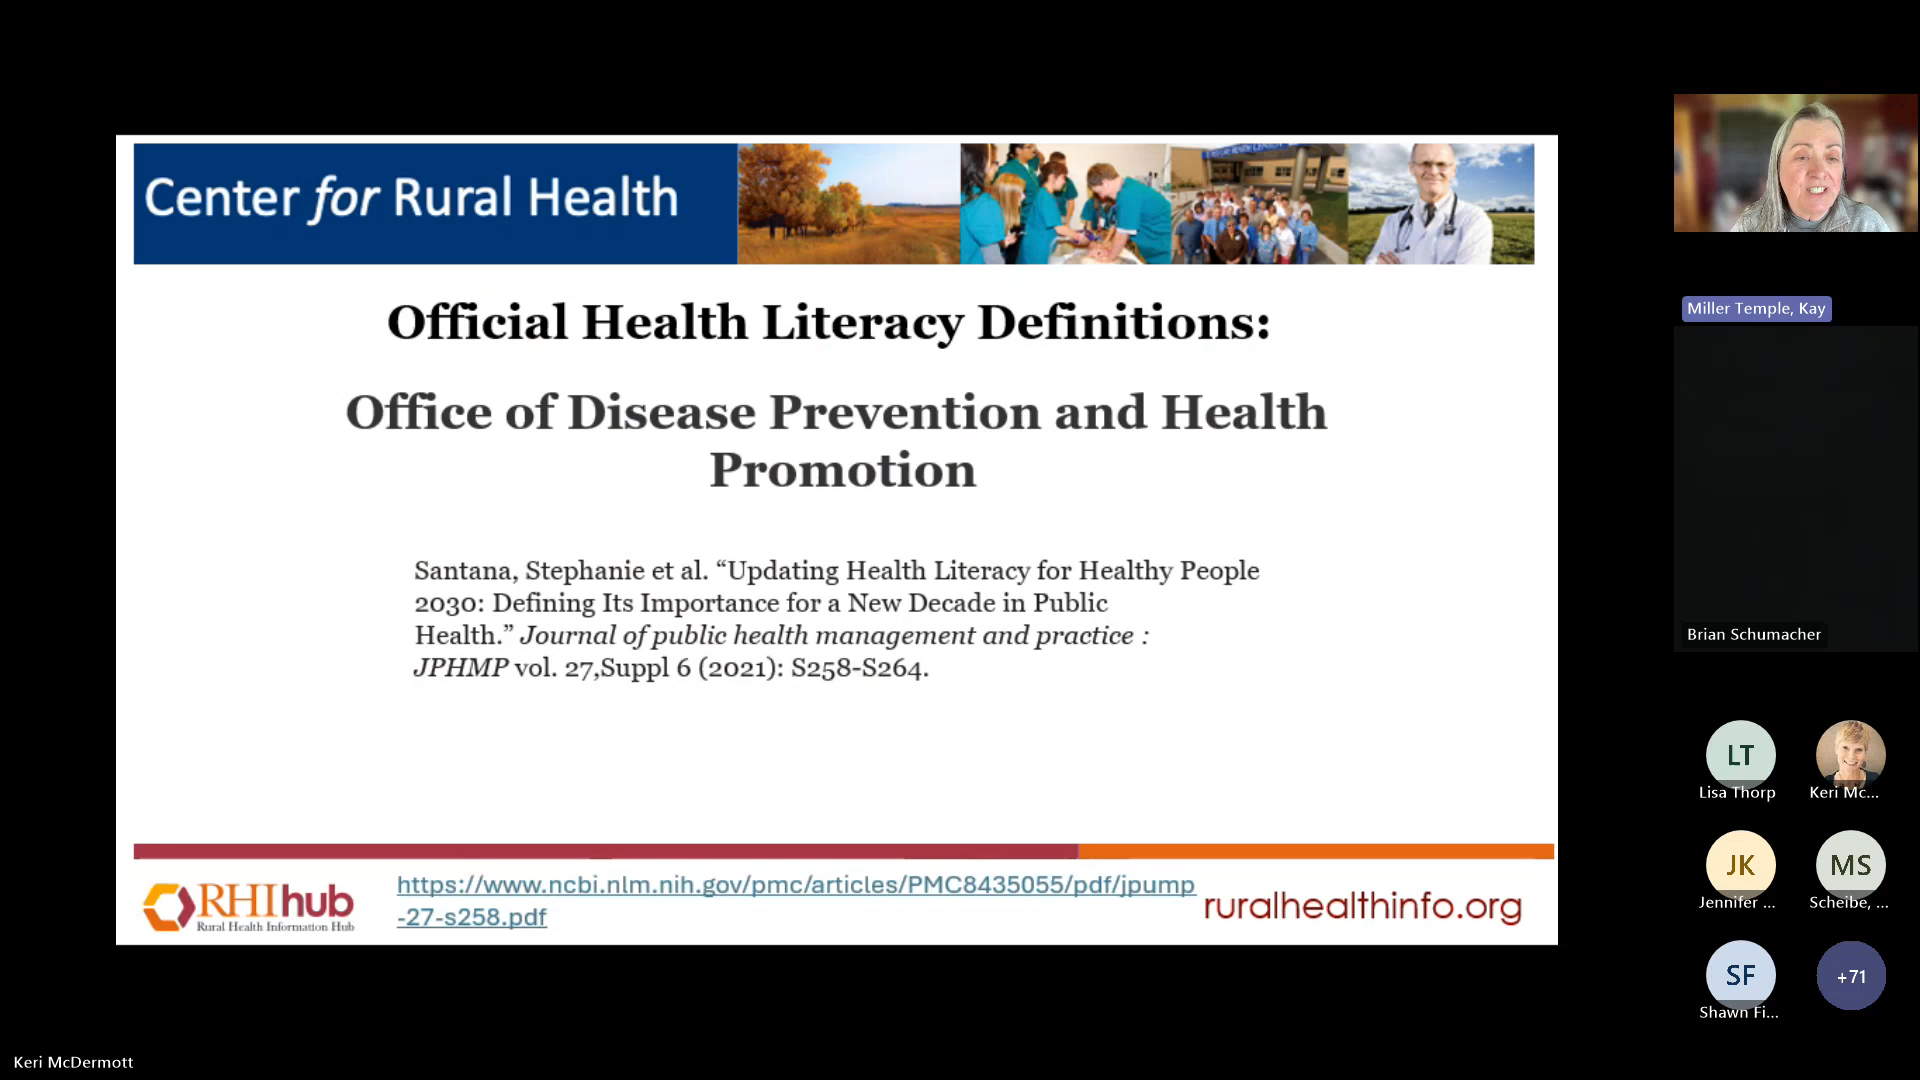 Center for Rural Health
Official Health Literacy Definitions:
Office of Disease Prevention and Health
Promotion
Santana, Stephanie et al. “Updating Health Literacy for Healthy People
2030: Defining Its Importance for a New Decade in Public
Health.” Journal of public health management and practice :
JPHMP vol. 27,Suppl 6 (2021): S258-S264.
RHIhub
Rural Health Information Hub
https://www.ncbi.nlm.nih.gov/pmc/articles/PMC8435055/pdf/jpump
-27-s258.pdf
ruralhealthinfo.org
Miller Temple, Kay
Brian Schumacher
LT
Lisa Thorp
Keri Mc...
JK
Jennifer ...
MS
Scheibe, ...
SF
Shawn Fi...
+71
Keri McDermott